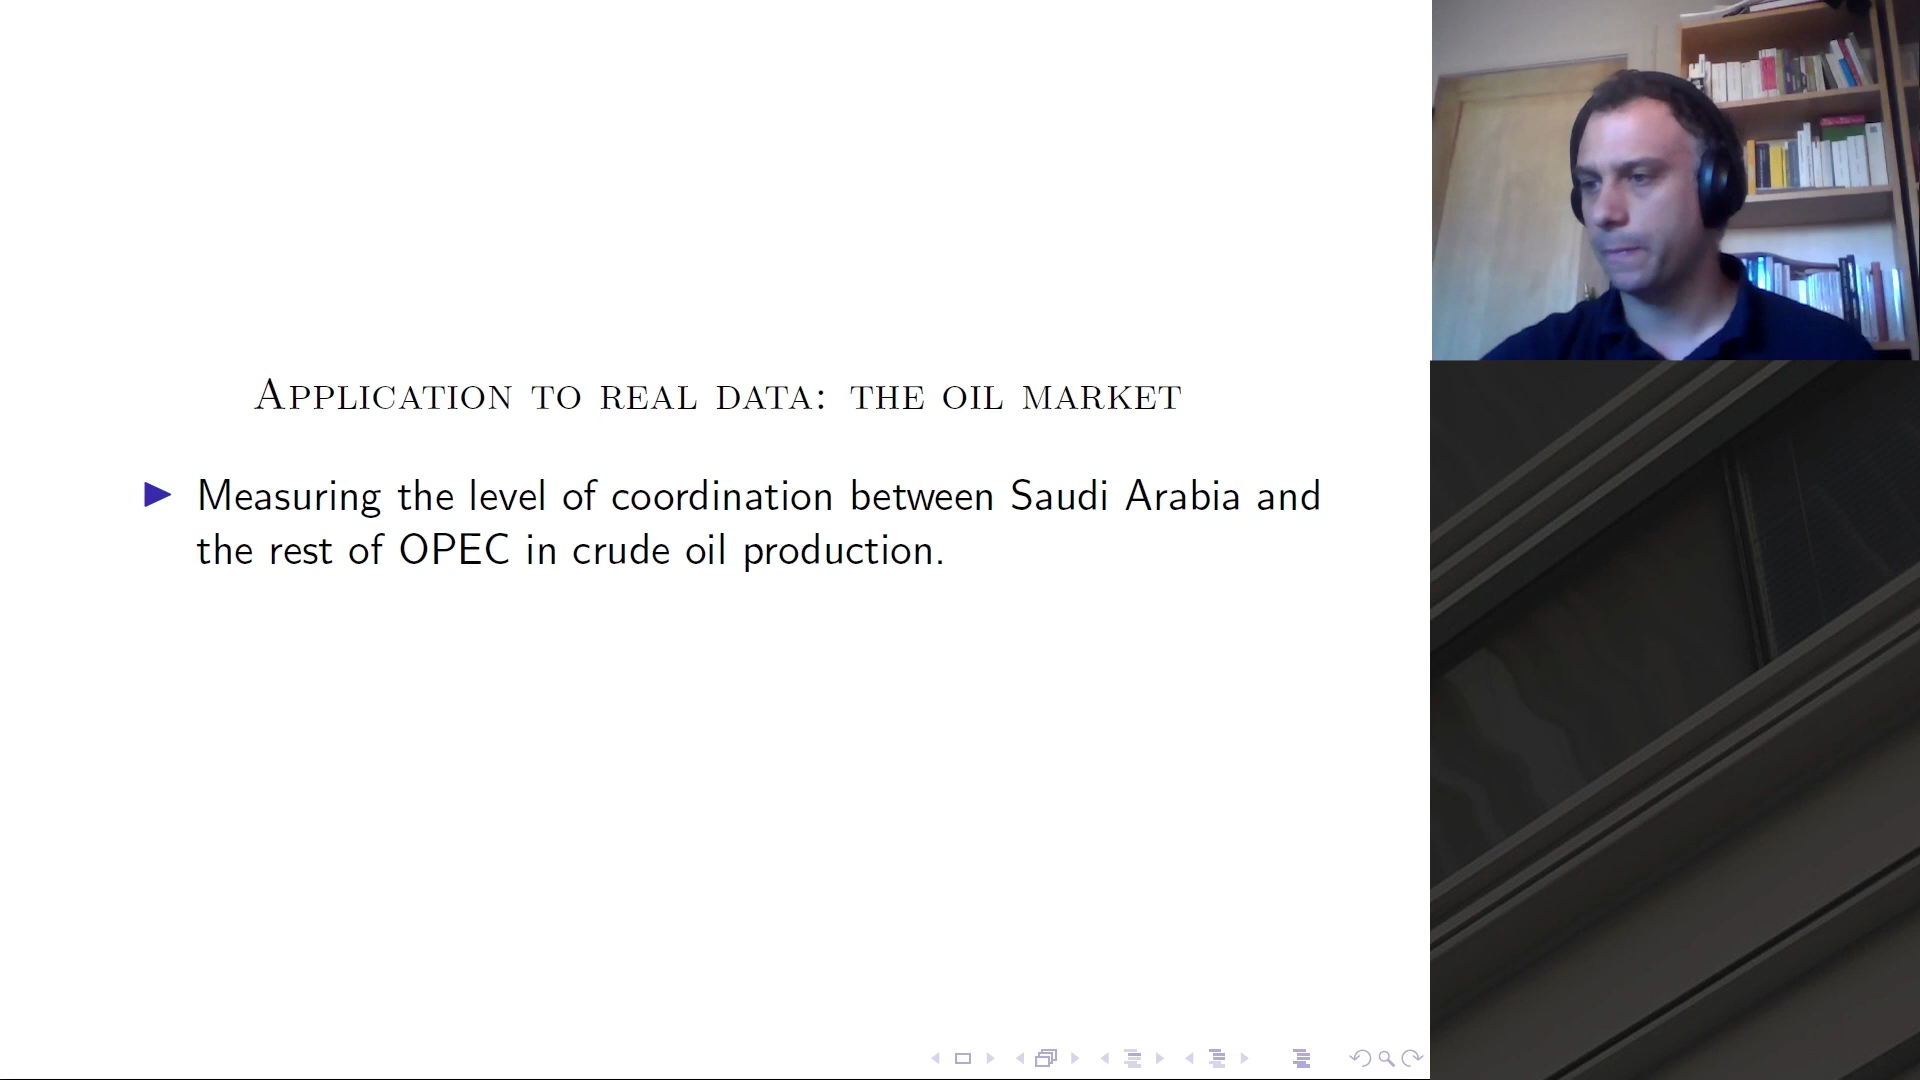 Application to real data: the oil market
Measuring the level of coordination between Saudi Arabia and
the rest of OPEC in crude oil production.